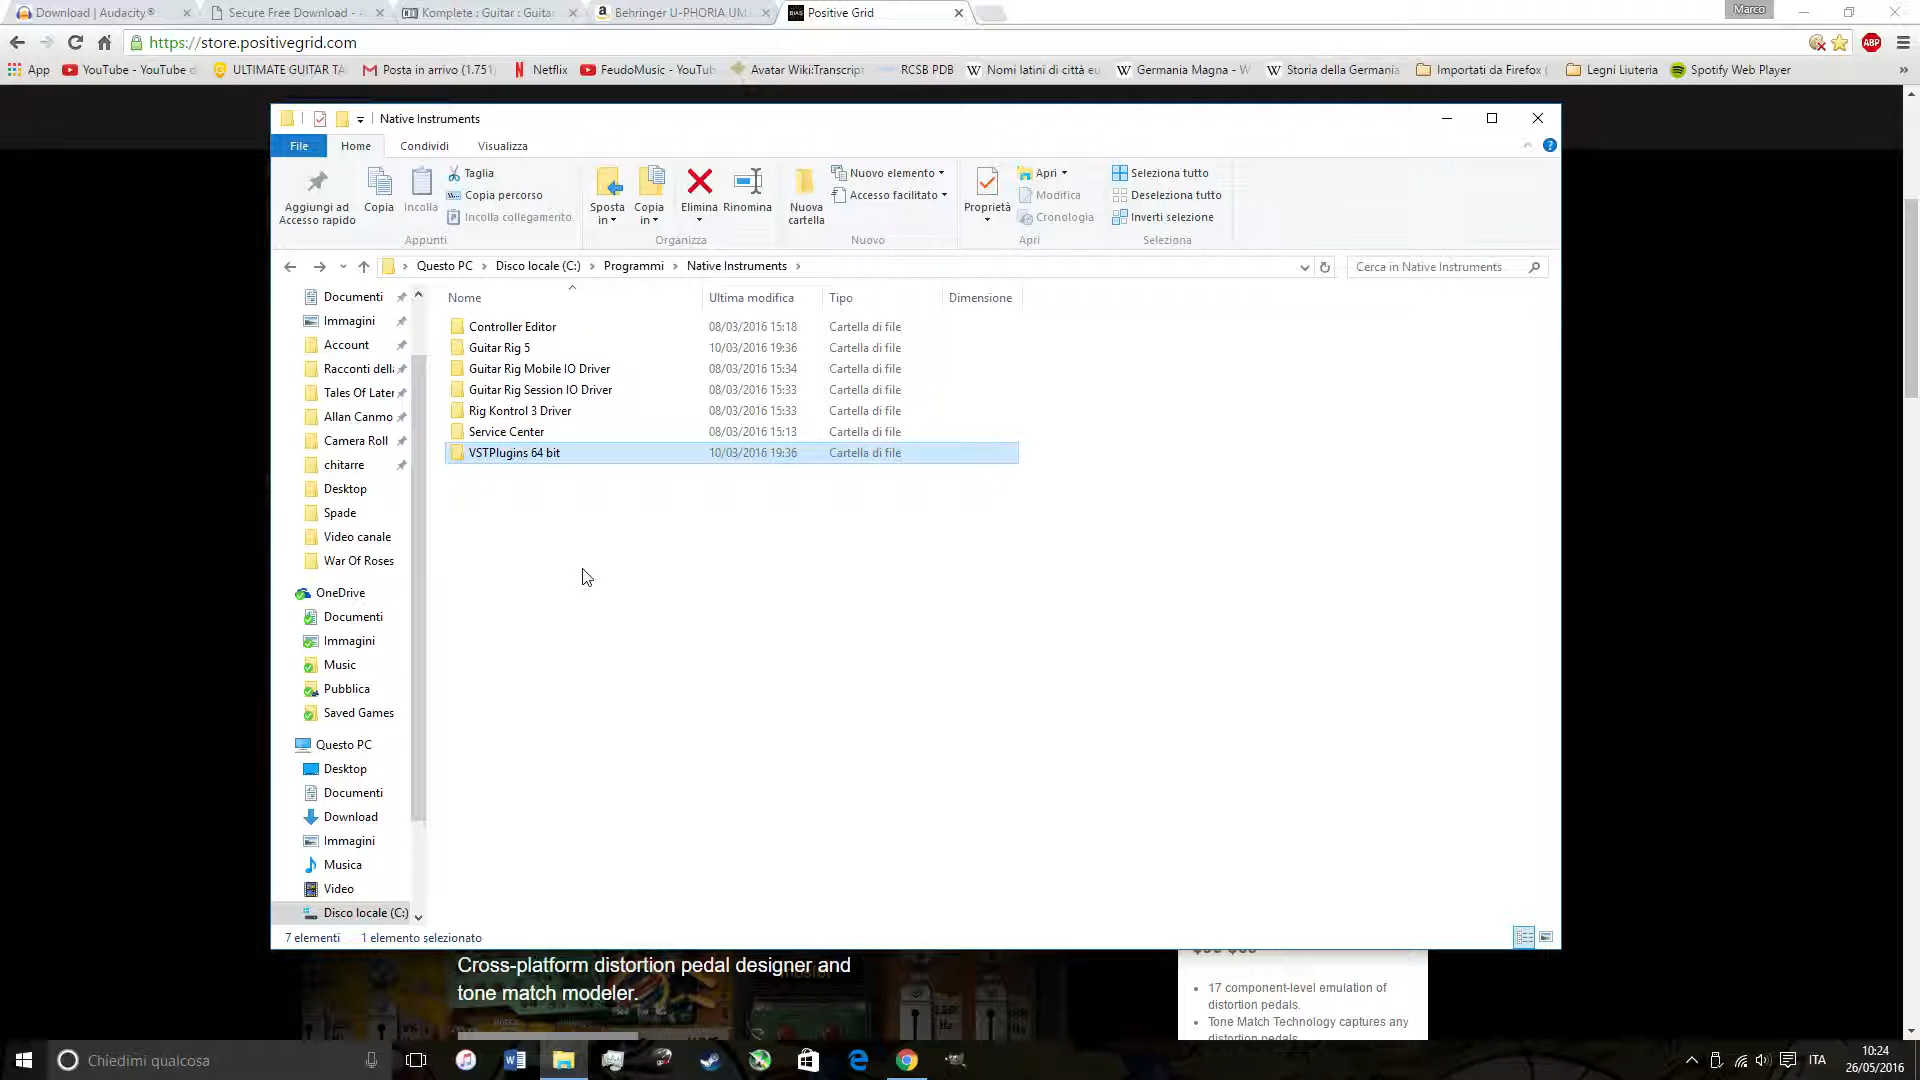 Download | Audacity®
Secure Free Download -
Komplete : Guitar : Guita
Behringer U-PHORIA UM
Positive Grid
Marco
https://store.positivegrid.com
App
YouTube - YouTube d
ULTIMATE GUITAR TA
Posta in arrivo (1.751)
Netflix
FeudoMusic - YouTub
Avatar Wiki:Transcrip
RCSB PDB
Nomi latini di città eu
Germania Magna - W
Storia della Germania
Importati da Firefox
Legni Liuteria
Spotify Web Player
Native Instruments
File
Home
Condividi
Visualizza
Aggiungi ad
Accesso rapido
Copia
Incolla
Taglia
Copia percorso
Incolla collegamento
Appunti
Sposta
in
Copia
in
Elimina
Rinomina
Organizza
Nuova
cartella
Nuovo elemento
Accesso facilitato
Nuovo
Proprietà
Apri
Modifica
Cronologia
Apri
Seleziona tutto
Deseleziona tutto
Inverti selezione
Seleziona
Questo PC
Disco locale (C:)
Programmi
Native Instruments
Cerca in Native Instruments
Nome
Ultima modifica
Tipo
Dimensione
Controller Editor 08/03/2016 15:18 Cartella di file
Guitar Rig 5 10/03/2016 19:36 Cartella di file
Guitar Rig Mobile IO Driver 08/03/2016 15:34 Cartella di file
Guitar Rig Session IO Driver 08/03/2016 15:33 Cartella di file
Rig Kontrol 3 Driver 08/03/2016 15:33 Cartella di file
Service Center 08/03/2016 15:13 Cartella di file
VSTPlugins 64 bit 10/03/2016 19:36 Cartella di file
Documenti
Immagini
Account
Racconti dell
Tales Of Later
Allan Canmo
Camera Roll
chitarre
Desktop
Spade
Video canale
War Of Roses
OneDrive
Documenti
Immagini
Music
Pubblica
Saved Games
Questo PC
Desktop
Documenti
Download
Immagini
Musica
Video
Disco locale (C:)
7 elementi
1 elemento selezionato
Cross-platform distortion pedal designer and
tone match modeler.
17 component-level emulation of
distortion pedals.
Tone Match Technology captures any
distortion pedals.
Chiedimi qualcosa
ITA
10:24
26/05/2016